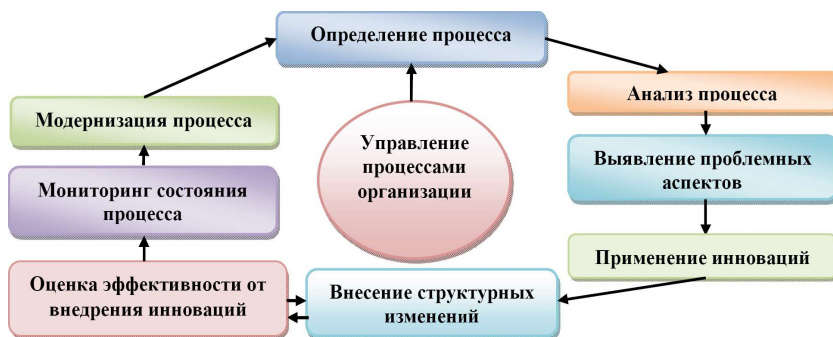 Определение процесса
Анализ процесса
Модернизация процесса
Управление
процессами
организации
Выявление проблемных
аспектов
Мониторинг состояния
процесса
Применение инноваций
Оценка эффективности от
внедрения инноваций
Внесение структурных
изменений